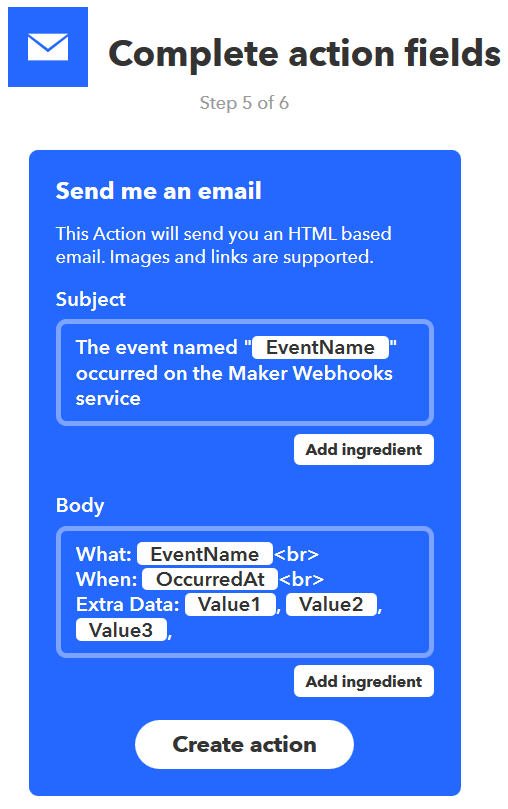 Complete action fields
Step 5 of 6
Send me an email
This Action will send you an HTML based
email. Images and links are supported.
Subject
The event named " EventName "
occurred on the Maker Webhooks
service
Add ingredient
Body
What: EventName <br>
When: OccurredAt <br>
Extra Data: Value1 , Value2 ,
Value3 ,
Add ingredient
Create action